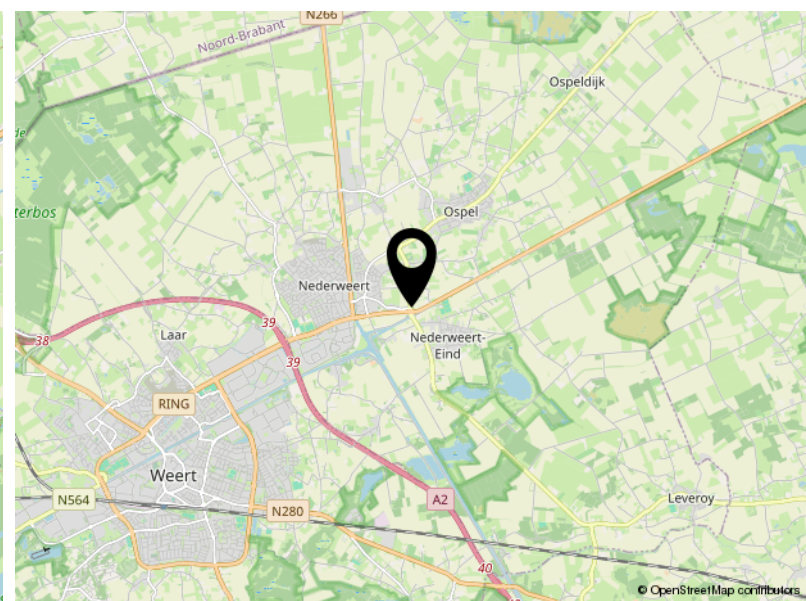 N266
Noord-Brabant
Ospeldijk
de
terbos
Ospel
Nederweert
39
38
Laar
39
Nederweert-
Eind
RING
Weert
N564
A2
Leveroy
N280
40
© OpenStreetMap contributors